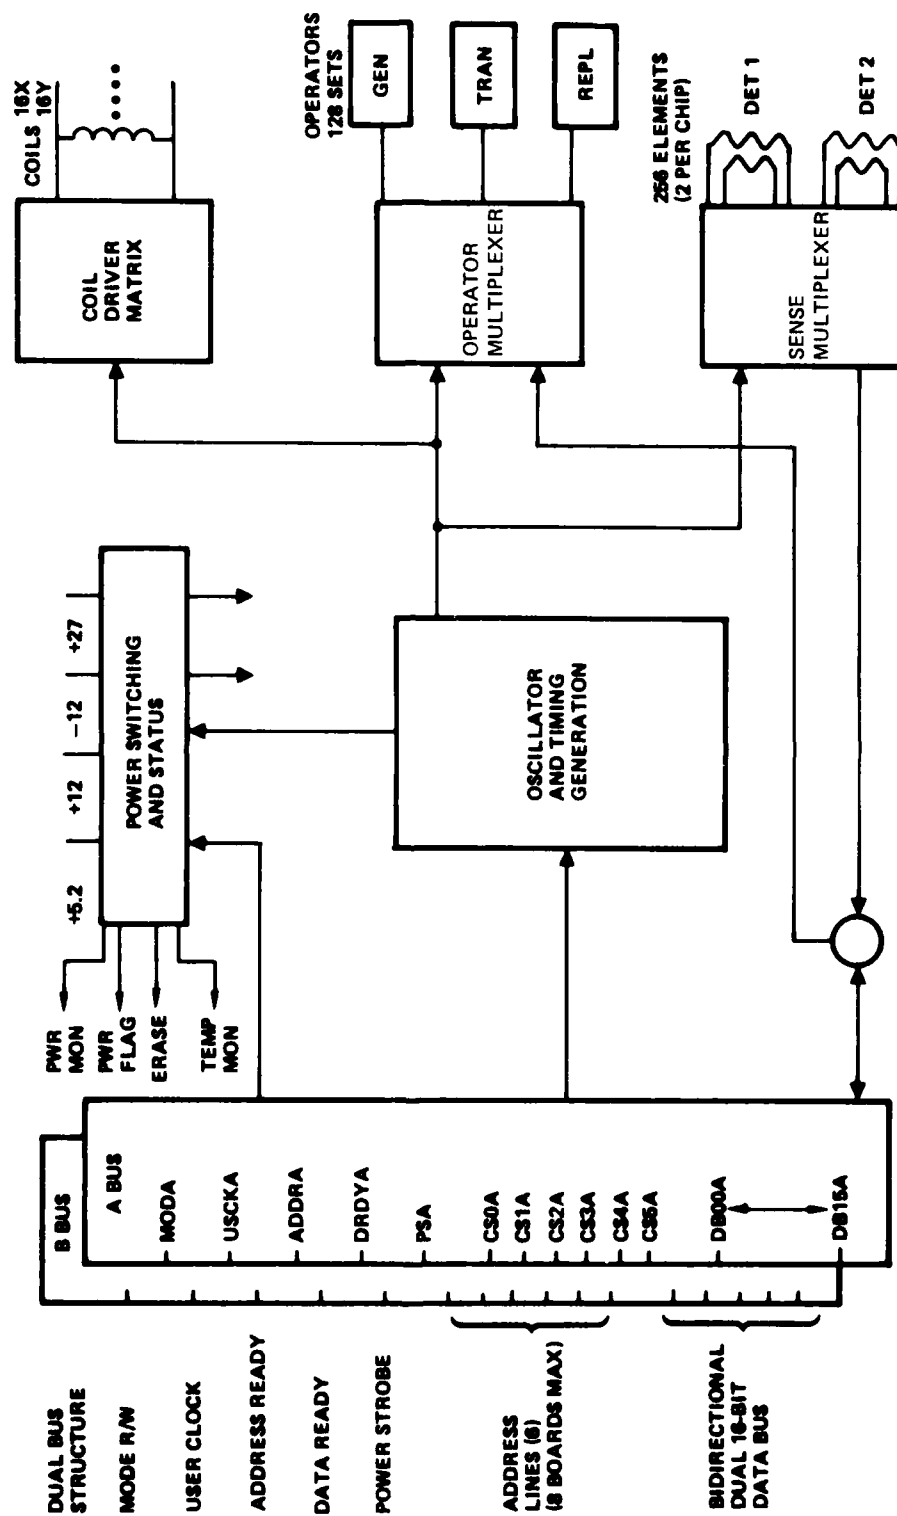 DUAL BUS
STRUCTURE
MODE R/W
USER CLOCK
ADDRESS READY
DATA READY
POWER STROBE
ADDRESS
LINES (6)
(8 BOARDS MAX)
BIDIRECTIONAL
DUAL 16-BIT
DATA BUS
B BUS
A BUS
MODA
USCKA
ADDRA
DRDYA
PSA
CS0A
CS1A
CS2A
CS3A
CS4A
CS5A
DB00A
DB15A
PWR
MON
PWR
FLAG
ERASE
TEMP
MON
+5.2
+12
−12
+27
POWER SWITCHING
AND STATUS
OSCILLATOR
AND TIMING
GENERATION
COIL
DRIVER
MATRIX
COILS
16X
16Y
OPERATOR
MULTIPLEXER
OPERATORS
128 SETS
GEN
TRAN
REPL
SENSE
MULTIPLEXER
256 ELEMENTS
(2 PER CHIP)
DET 1
DET 2